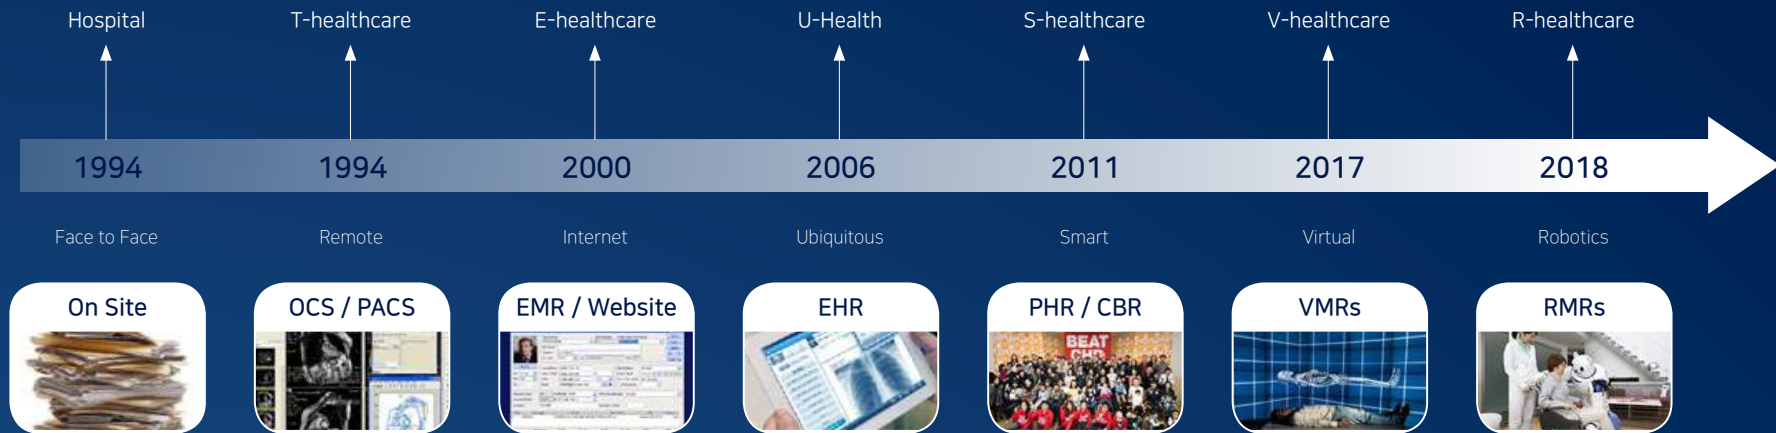 Hospital T-healthcare E-healthcare U-Health S-healthcare V-healthcare R-healthcare
1994 1994 2000 2006 2011 2017 2018
Face to Face Remote Internet Ubiquitous Smart Virtual Robotics
On Site OCS / PACS EMR / Website EHR PHR / CBR VMRs RMRs
BEAT
CHD